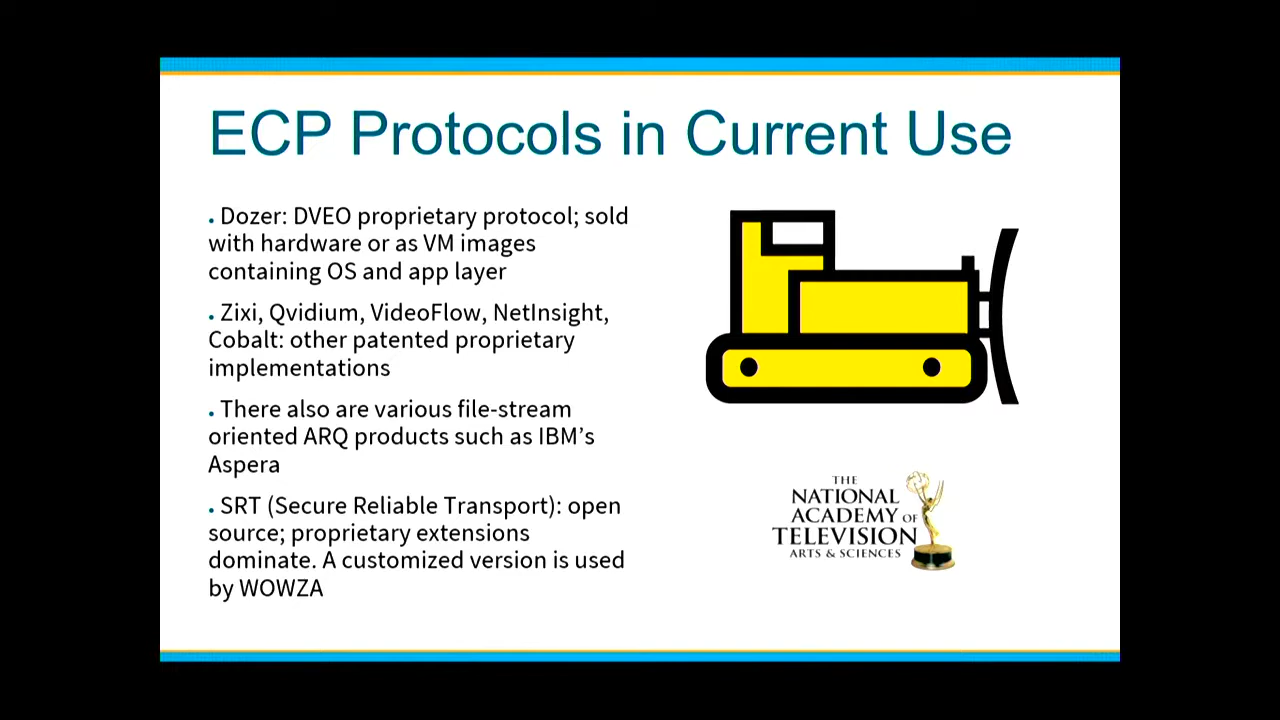 ECP Protocols in Current Use
• Dozer: DVEO proprietary protocol; sold
with hardware or as VM images
containing OS and app layer
• Zixi, Qvidium, VideoFlow, NetInsight,
Cobalt: other patented proprietary
implementations
• There also are various file-stream
oriented ARQ products such as IBM’s
Aspera
• SRT (Secure Reliable Transport): open
source; proprietary extensions
dominate. A customized version is used
by WOWZA
THE
NATIONAL
ACADEMY OF
TELEVISION
ARTS & SCIENCES